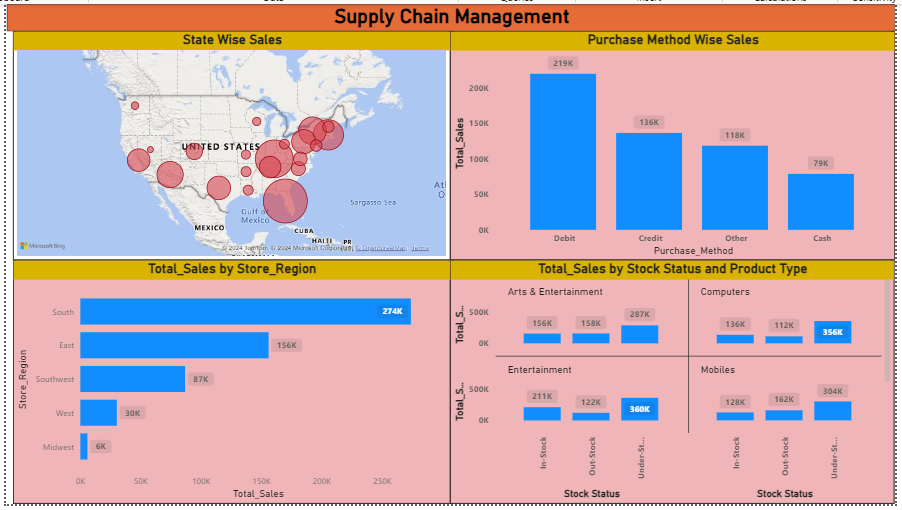 Supply Chain Management
State Wise Sales
UNITED STATES
MEXICO
Gulf of
Mexico
CUBA
HAITI
PR
Sargasso Sea
Microsoft Bing
© 2024 TomTom, © 2024 Microsoft Corporation, © OpenStreetMap Terms
Purchase Method Wise Sales
Total_Sales
200K
150K
100K
50K
0K
219K
136K
118K
79K
Debit
Credit
Other
Cash
Purchase_Method
Total_Sales by Store_Region
Store_Region
South
274K
East
156K
Southwest
87K
West
30K
Midwest
6K
0K
50K
100K
150K
200K
250K
Total_Sales
Total_Sales by Stock Status and Product Type
Arts & Entertainment
Computers
Total_S...
500K
0K
156K
158K
287K
136K
112K
356K
Entertainment
Mobiles
Total_S...
500K
0K
211K
122K
360K
128K
162K
304K
In-Stock
Out-Stock
Under-St...
In-Stock
Out-Stock
Under-St...
Stock Status
Stock Status